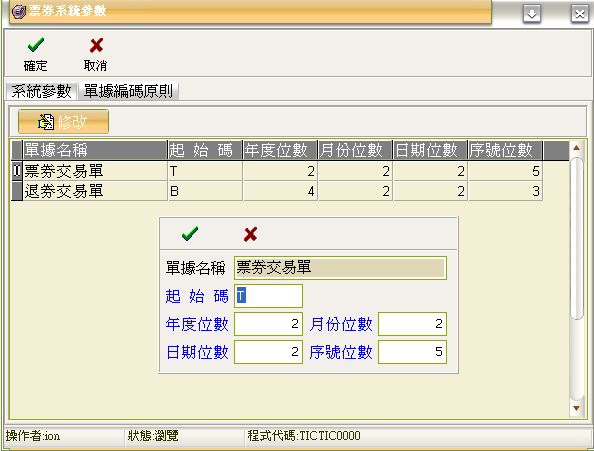 票券系統參數
確定 取消
系統參數 單據編碼原則
修改
單據名稱 起 始 碼 年度位數 月份位數 日期位數 序號位數
票券交易單 T 2 2 2 5
退券交易單 B 4 2 2 3
單據名稱 票券交易單
起 始 碼 T
年度位數 2 月份位數 2
日期位數 2 序號位數 5
操作者:ion 狀態:瀏覽 程式代碼:TICTIC0000